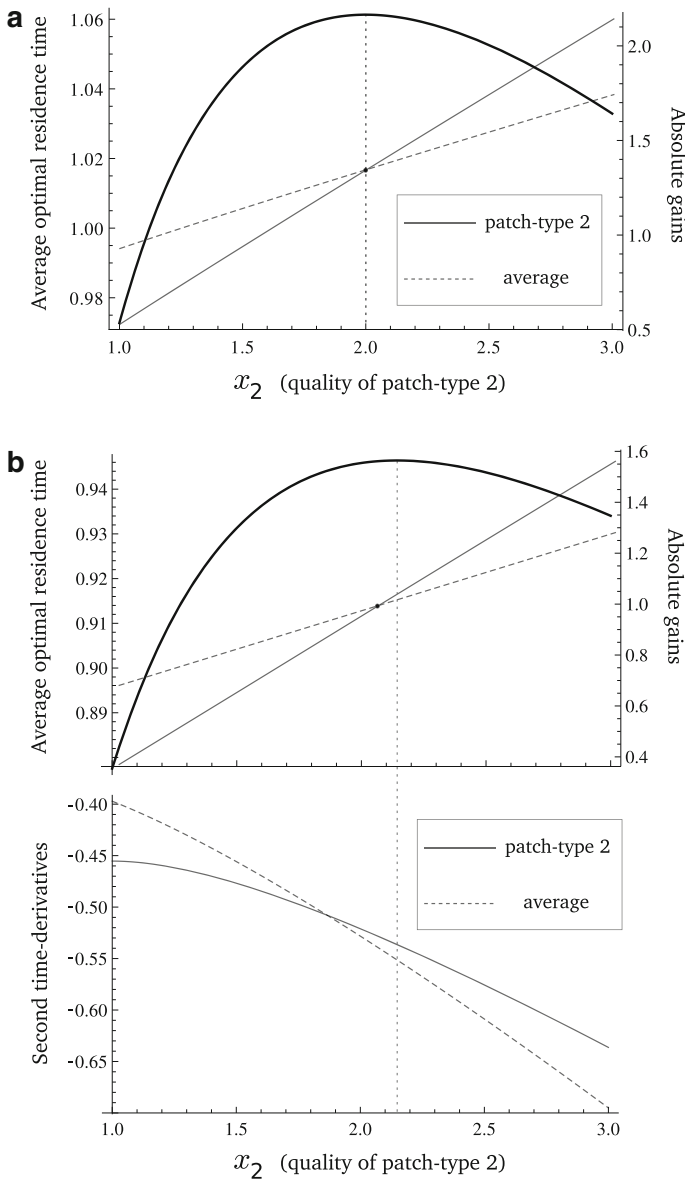 a
Average optimal residence time
1.06
1.04
1.02
1.00
0.98
2.0
1.5
1.0
0.5
Absolute gains
patch-type 2
average
1.0 1.5 2.0 2.5 3.0
x2 (quality of patch-type 2)
b
Average optimal residence time
0.94
0.93
0.92
0.91
0.90
0.89
1.6
1.4
1.2
1.0
0.8
0.6
0.4
Absolute gains
Second time-derivatives
-0.40
-0.45
-0.50
-0.55
-0.60
-0.65
patch-type 2
average
1.0 1.5 2.0 2.5 3.0
x2 (quality of patch-type 2)